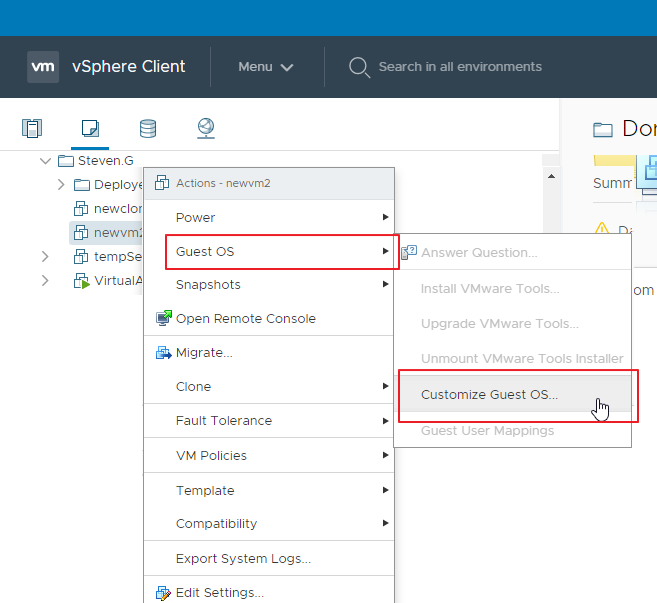 vm vSphere Client Menu Search in all environments
Steven.G
Deploye
newclor
newvm2
tempSe
VirtualA
Actions - newvm2
Power
Guest OS
Snapshots
Open Remote Console
Migrate...
Clone
Fault Tolerance
VM Policies
Template
Compatibility
Export System Logs...
Edit Settings...
Answer Question...
Install VMware Tools...
Upgrade VMware Tools...
Unmount VMware Tools Installer
Customize Guest OS...
Guest User Mappings
Dor
Summ
Da
om